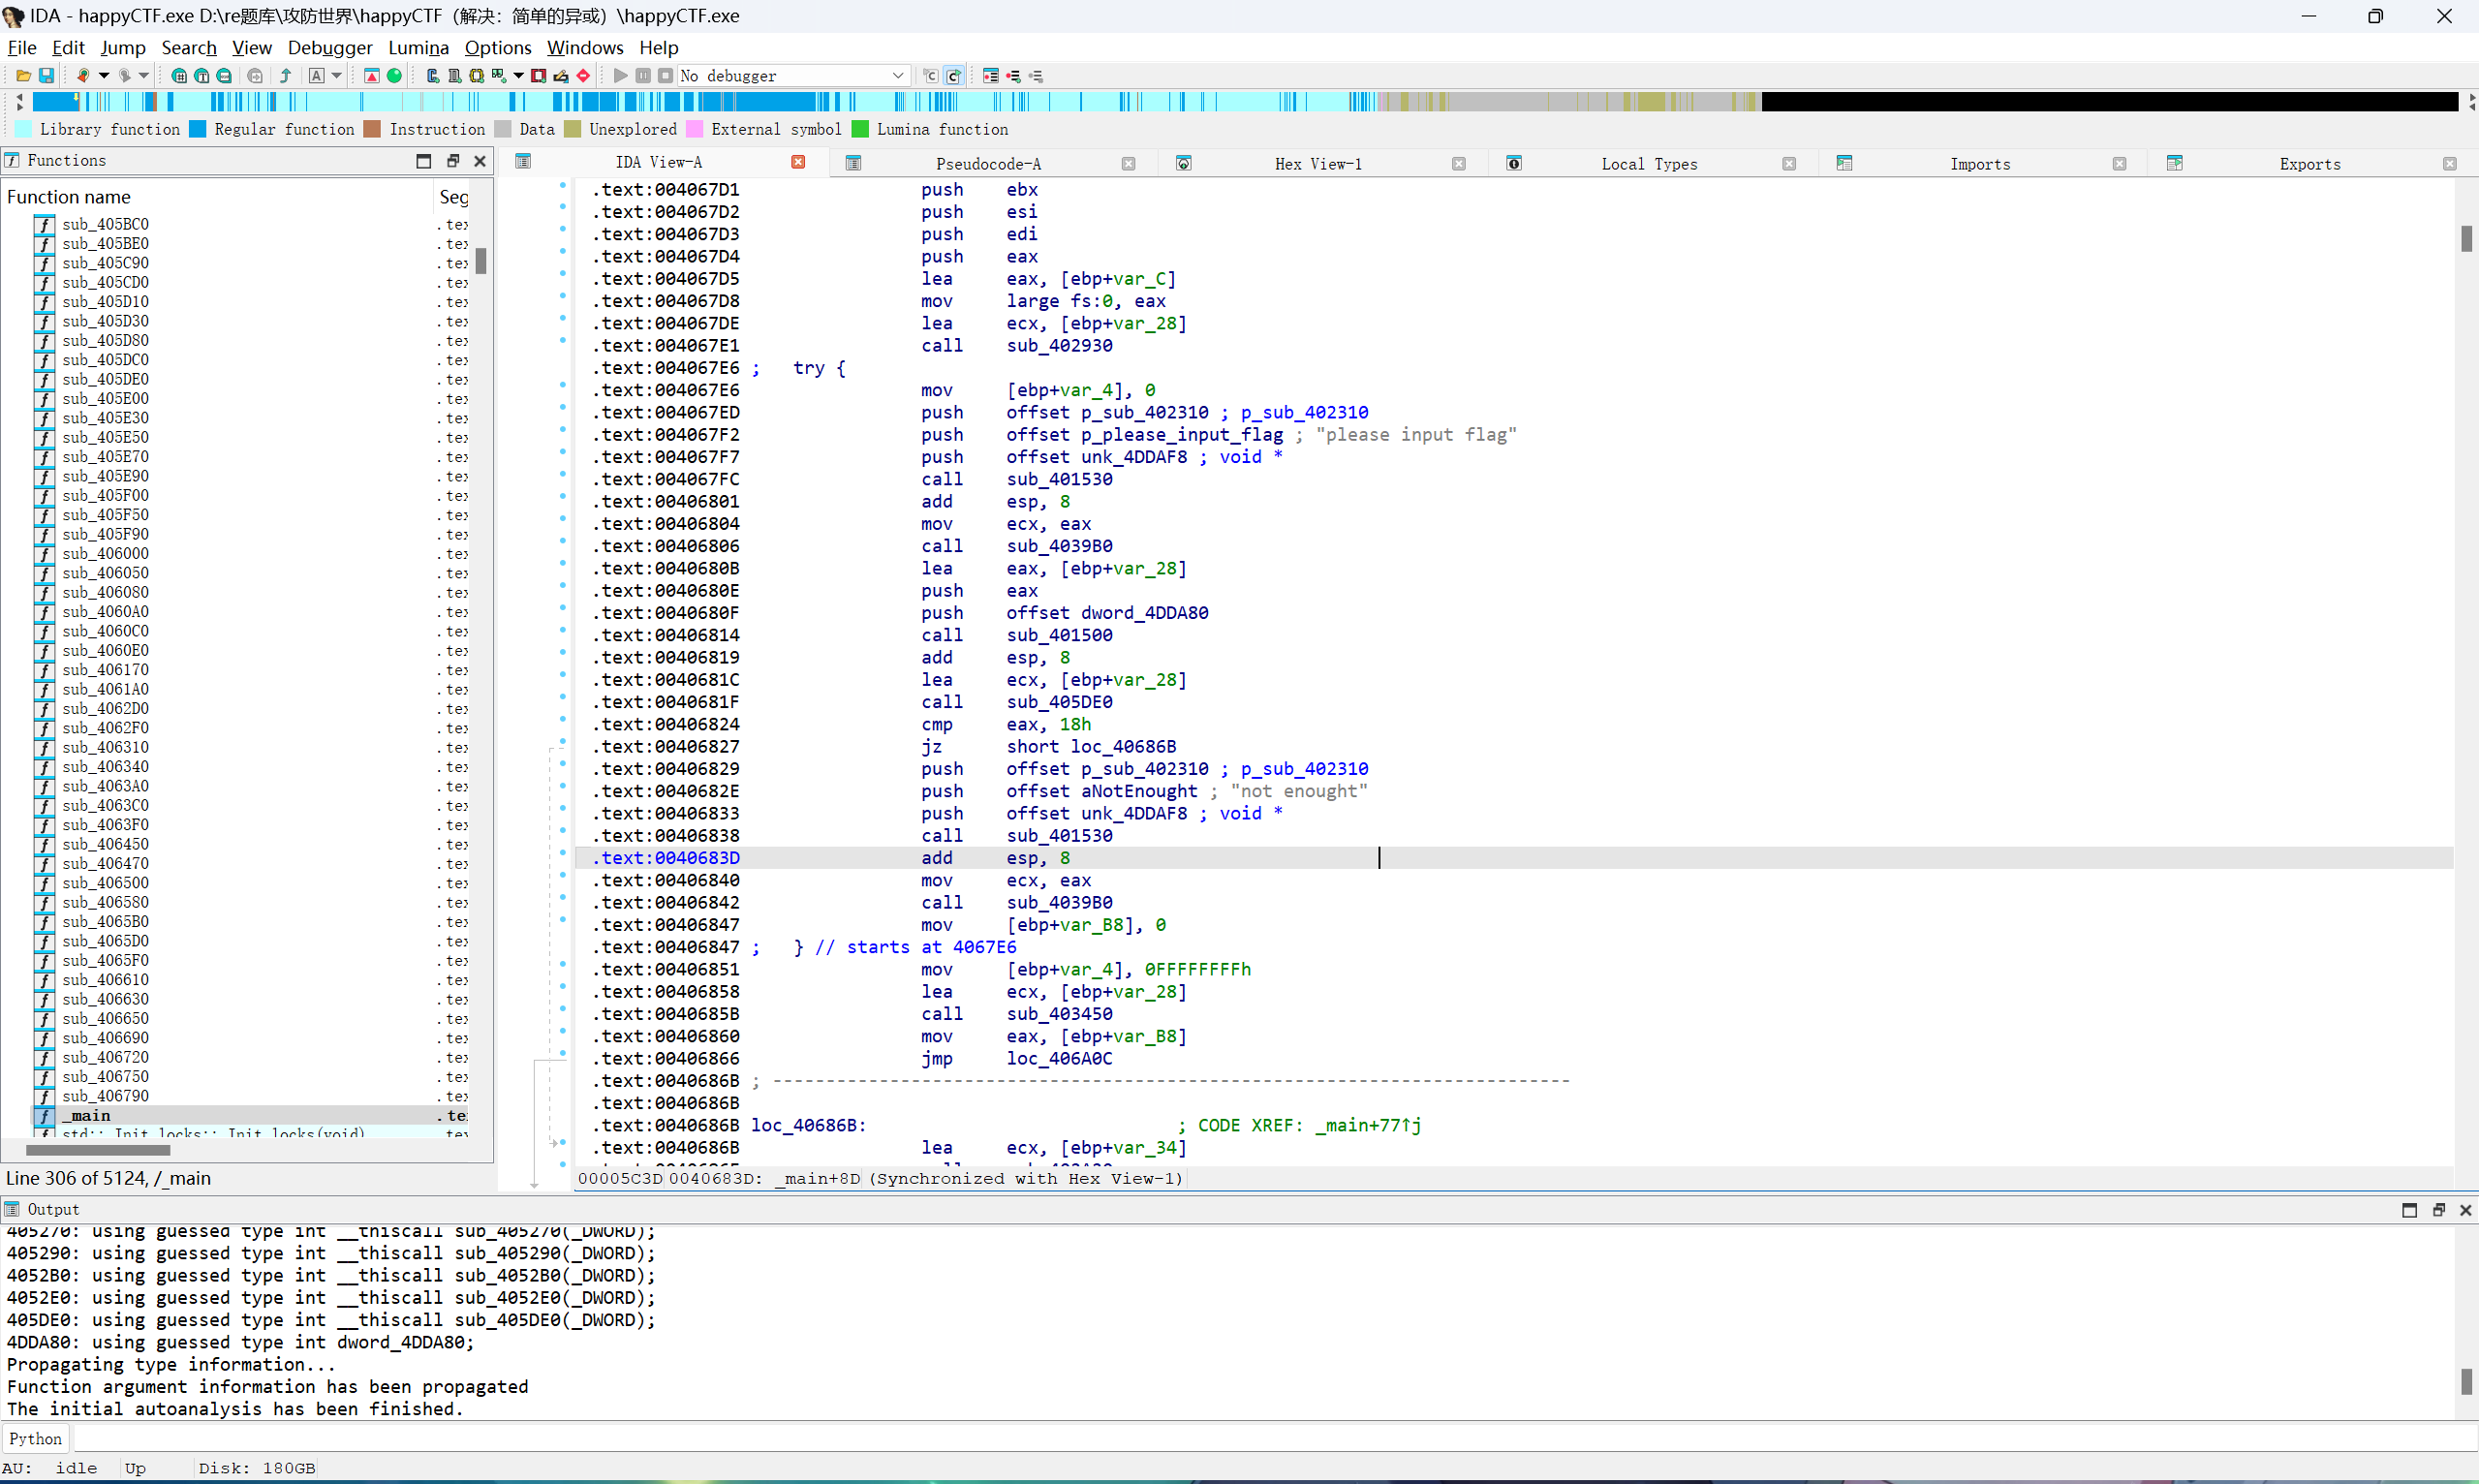 IDA - happyCTF.exe D:\re题库\攻防世界\happyCTF（解决：简单的异或）\happyCTF.exe
File Edit Jump Search View Debugger Lumina Options Windows Help
No debugger
Library function Regular function Instruction Data Unexplored External symbol Lumina function
Functions
Function name Seg
sub_405BC0 .tex
sub_405BE0 .tex
sub_405C90 .tex
sub_405CD0 .tex
sub_405D10 .tex
sub_405D30 .tex
sub_405D80 .tex
sub_405DC0 .tex
sub_405DE0 .tex
sub_405E00 .tex
sub_405E30 .tex
sub_405E50 .tex
sub_405E70 .tex
sub_405E90 .tex
sub_405F00 .tex
sub_405F50 .tex
sub_405F90 .tex
sub_406000 .tex
sub_406050 .tex
sub_406080 .tex
sub_4060A0 .tex
sub_4060C0 .tex
sub_4060E0 .tex
sub_406170 .tex
sub_4061A0 .tex
sub_4062D0 .tex
sub_4062F0 .tex
sub_406310 .tex
sub_406340 .tex
sub_4063A0 .tex
sub_4063C0 .tex
sub_4063F0 .tex
sub_406450 .tex
sub_406470 .tex
sub_406500 .tex
sub_406580 .tex
sub_4065B0 .tex
sub_4065D0 .tex
sub_4065F0 .tex
sub_406610 .tex
sub_406630 .tex
sub_406650 .tex
sub_406690 .tex
sub_406720 .tex
sub_406750 .tex
sub_406790 .tex
_main .te
std::_Init_locks::_Init_locks(void) .tex
Line 306 of 5124, /_main
IDA View-A Pseudocode-A Hex View-1 Local Types Imports Exports
.text:004067D1 push ebx
.text:004067D2 push esi
.text:004067D3 push edi
.text:004067D4 push eax
.text:004067D5 lea eax, [ebp+var_C]
.text:004067D8 mov large fs:0, eax
.text:004067DE lea ecx, [ebp+var_28]
.text:004067E1 call sub_402930
.text:004067E6 ; try {
.text:004067E6 mov [ebp+var_4], 0
.text:004067ED push offset p_sub_402310 ; p_sub_402310
.text:004067F2 push offset p_please_input_flag ; "please input flag"
.text:004067F7 push offset unk_4DDAF8 ; void *
.text:004067FC call sub_401530
.text:00406801 add esp, 8
.text:00406804 mov ecx, eax
.text:00406806 call sub_4039B0
.text:0040680B lea eax, [ebp+var_28]
.text:0040680E push eax
.text:0040680F push offset dword_4DDA80
.text:00406814 call sub_401500
.text:00406819 add esp, 8
.text:0040681C lea ecx, [ebp+var_28]
.text:0040681F call sub_405DE0
.text:00406824 cmp eax, 18h
.text:00406827 jz short loc_40686B
.text:00406829 push offset p_sub_402310 ; p_sub_402310
.text:0040682E push offset aNotEnought ; "not enought"
.text:00406833 push offset unk_4DDAF8 ; void *
.text:00406838 call sub_401530
.text:0040683D add esp, 8
.text:00406840 mov ecx, eax
.text:00406842 call sub_4039B0
.text:00406847 mov [ebp+var_B8], 0
.text:00406847 ; } // starts at 4067E6
.text:00406851 mov [ebp+var_4], 0FFFFFFFFh
.text:00406858 lea ecx, [ebp+var_28]
.text:0040685B call sub_403450
.text:00406860 mov eax, [ebp+var_B8]
.text:00406866 jmp loc_406A0C
.text:0040686B ; ---------------------------------------------------------------------------
.text:0040686B
.text:0040686B loc_40686B: ; CODE XREF: _main+77↑j
.text:0040686B lea ecx, [ebp+var_34]
00005C3D 0040683D: _main+8D (Synchronized with Hex View-1)
Output
405270: using guessed type int __thiscall sub_405270(_DWORD);
405290: using guessed type int __thiscall sub_405290(_DWORD);
4052B0: using guessed type int __thiscall sub_4052B0(_DWORD);
4052E0: using guessed type int __thiscall sub_4052E0(_DWORD);
405DE0: using guessed type int __thiscall sub_405DE0(_DWORD);
4DDA80: using guessed type int dword_4DDA80;
Propagating type information...
Function argument information has been propagated
The initial autoanalysis has been finished.
Python
AU: idle Up Disk: 180GB